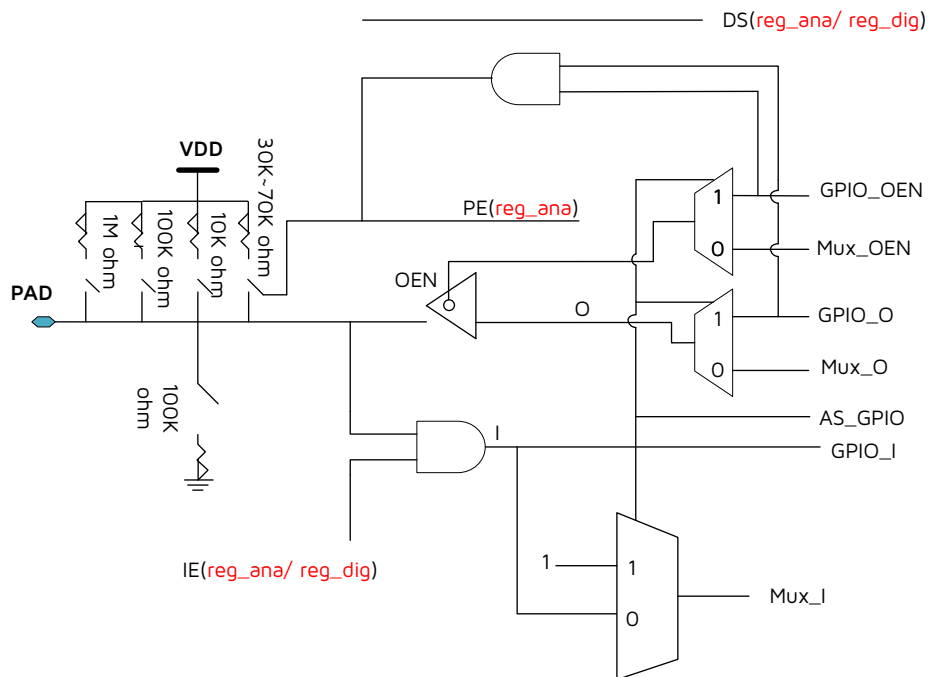 DS(reg_ana/ reg_dig)
VDD
30K~70K ohm
10K ohm
100K ohm
1M ohm
PE(reg_ana)
1
GPIO_OEN
0
Mux_OEN
OEN
PAD
O
1
GPIO_O
0
Mux_O
100K
ohm
AS_GPIO
I
GPIO_I
IE(reg_ana/ reg_dig)
1
1
Mux_I
0